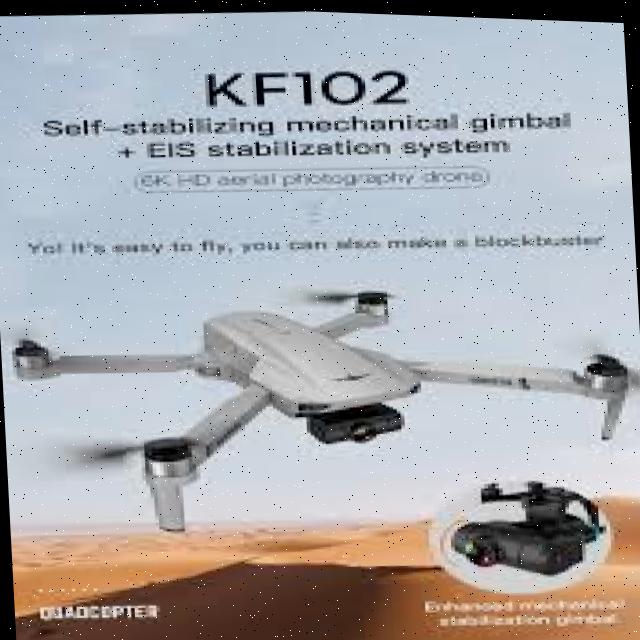 KF102
Self-stabilizing mechanical gimbal
+ EIS stabilization system
6K HD aerial photography drone
Yo! It's easy to fly, you can also make a blockbuster
QUADCOPTER
Enhanced mechanical
stabilization gimbal